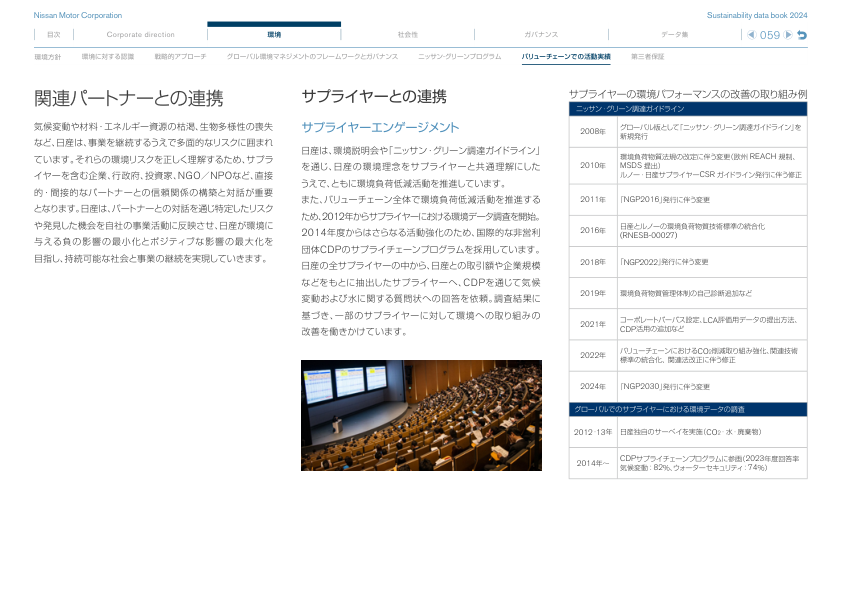 Nissan Motor Corporation
Sustainability data book 2024
目次
Corporate direction
環境
社会性
ガバナンス
データ集
059
環境方針
環境に対する認識
戦略的アプローチ
グローバル環境マネジメントのフレームワークとガバナンス
ニッサン・グリーンプログラム
バリューチェーンでの活動実績
第三者保証
関連パートナーとの連携
気候変動や材料・エネルギー資源の枯渇、生物多様性の喪失
など、日産は、事業を継続するうえで多面的なリスクに囲まれ
ています。それらの環境リスクを正しく理解するため、サプラ
イヤーを含む企業、行政府、投資家、NGO／NPOなど、直接
的・間接的なパートナーとの信頼関係の構築と対話が重要
となります。日産は、パートナーとの対話を通じ特定したリスク
や発見した機会を自社の事業活動に反映させ、日産が環境に
与える負の影響の最小化とポジティブな影響の最大化を
目指し、持続可能な社会と事業の継続を実現していきます。
サプライヤーとの連携
サプライヤーエンゲージメント
日産は、環境説明会や「ニッサン・グリーン調達ガイドライン」
を通じ、日産の環境理念をサプライヤーと共通理解にした
うえで、ともに環境負荷低減活動を推進しています。
また、バリューチェーン全体で環境負荷低減活動を推進する
ため、2012年からサプライヤーにおける環境データ調査を開始。
2014年度からはさらなる活動強化のため、国際的な非営利
団体CDPのサプライチェーンプログラムを採用しています。
日産の全サプライヤーの中から、日産との取引額や企業規模
などをもとに抽出したサプライヤーへ、CDPを通じて気候
変動および水に関する質問状への回答を依頼。調査結果に
基づき、一部のサプライヤーに対して環境への取り組みの
改善を働きかけています。
サプライヤーの環境パフォーマンスの改善の取り組み例
ニッサン・グリーン調達ガイドライン
2008年
グローバル版として「ニッサン・グリーン調達ガイドライン」を
新規発行
2010年
環境負荷物質法規の改定に伴う変更（欧州 REACH 規制、
MSDS 提出）
ルノー・日産サプライヤーCSR ガイドライン発行に伴う修正
2011年
「NGP2016」発行に伴う変更
2016年
日産とルノーの環境負荷物質技術標準の統合化
（RNESB-00027）
2018年
「NGP2022」発行に伴う変更
2019年
環境負荷物質管理体制の自己診断追加など
2021年
コーポレートパーパス設定、LCA評価用データの提出方法、
CDP活用の追加など
2022年
バリューチェーンにおけるCO₂削減取り組み強化、関連技術
標準の統合化、関連法改正に伴う修正
2024年
「NGP2030」発行に伴う変更
グローバルでのサプライヤーにおける環境データの調査
2012-13年
日産独自のサーベイを実施（CO₂・水・廃棄物）
2014年～
CDPサプライチェーンプログラムに参画（2023年度回答率
気候変動：82％、ウォーターセキュリティ：74％）